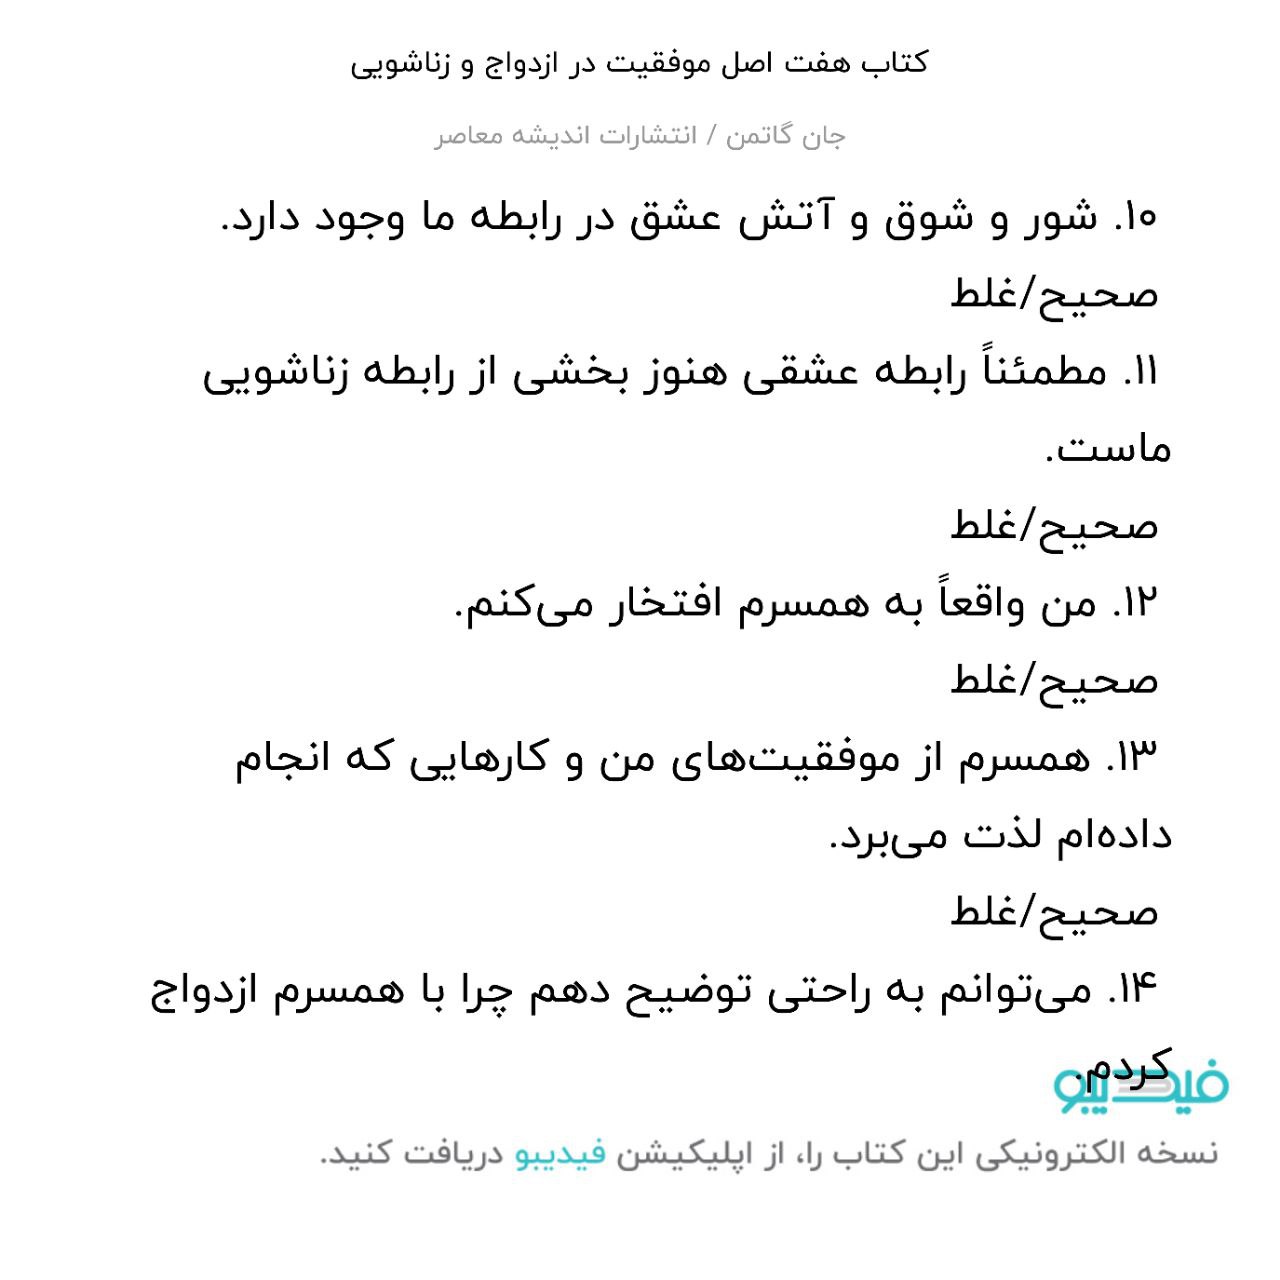 کتاب هفت اصل موفقیت در ازدواج و زناشویی
جان گاتمن / انتشارات اندیشه معاصر
۱۰. شور و شوق و آتش عشق در رابطه ما وجود دارد.
صحیح/غلط
۱۱. مطمئناً رابطه عشقی هنوز بخشی از رابطه زناشویی
ماست.
صحیح/غلط
۱۲. من واقعاً به همسرم افتخار می‌کنم.
صحیح/غلط
۱۳. همسرم از موفقیت‌های من و کارهایی که انجام
داده‌ام لذت می‌برد.
صحیح/غلط
۱۴. می‌توانم به راحتی توضیح دهم چرا با همسرم ازدواج
کردم.
فیدیبو
نسخه الکترونیکی این کتاب را، از اپلیکیشن فیدیبو دریافت کنید.